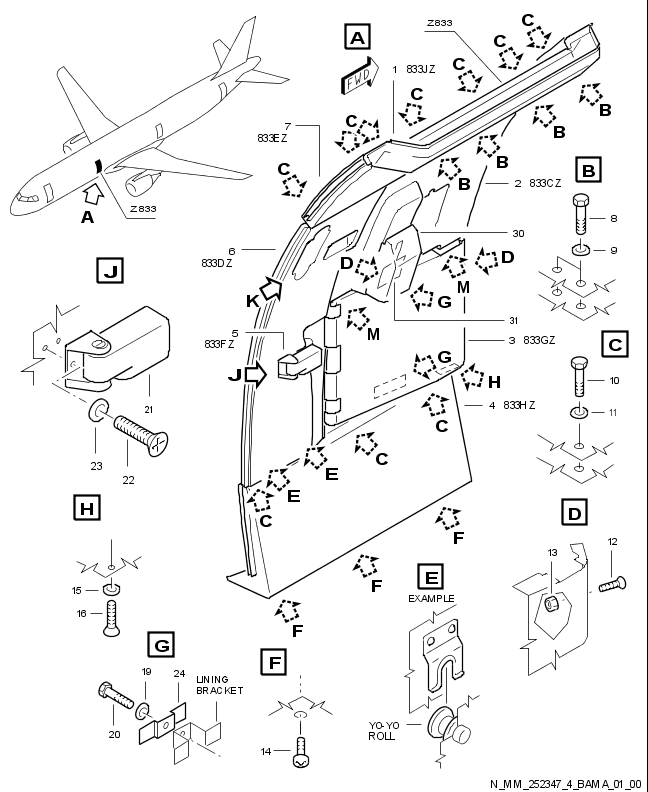 Z833
A
FWD
1 833JZ
C
C
C
C
C
C
7
833EZ
B
B
B
B
B
8
9
2 833CZ
30
A
Z833
6
833DZ
D
D
M
K
G
M
31
J
5
833FZ
J
3 833GZ
G
H
C
10
11
4 833HZ
C
21
23
22
C
E
E
C
H
15
16
F
F
F
D
13
12
E
EXAMPLE
YO-YO
ROLL
G
19
24
LINING
BRACKET
20
F
14
N_MM_252347_4_BAMA_01_00